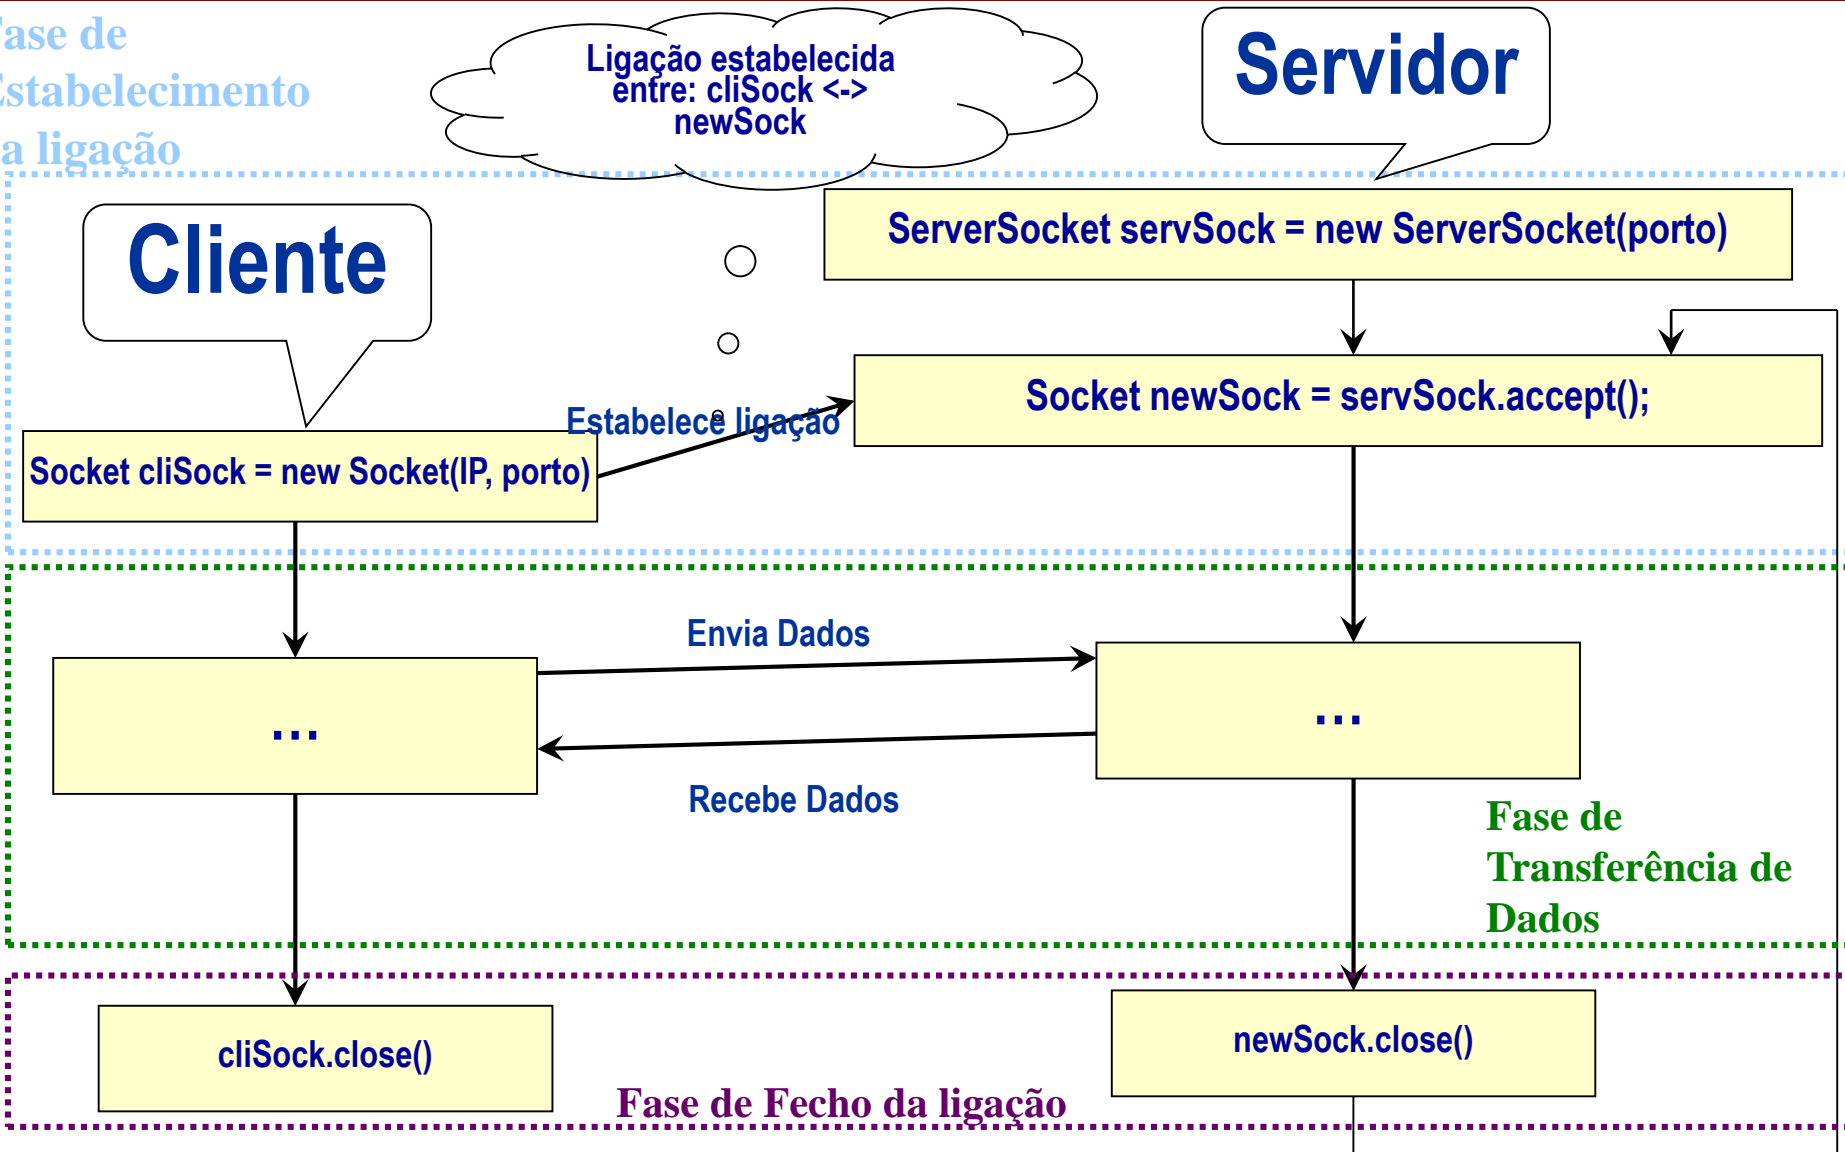 ase de
stabelecimento
a ligação
Ligação estabelecida
entre: cliSock <->
newSock
Servidor
ServerSocket servSock = new ServerSocket(porto)
Cliente
Socket newSock = servSock.accept();
Estabelece ligação
Socket cliSock = new Socket(IP, porto)
Envia Dados
...
...
Recebe Dados
Fase de
Transferência de
Dados
newSock.close()
cliSock.close()
Fase de Fecho da ligação